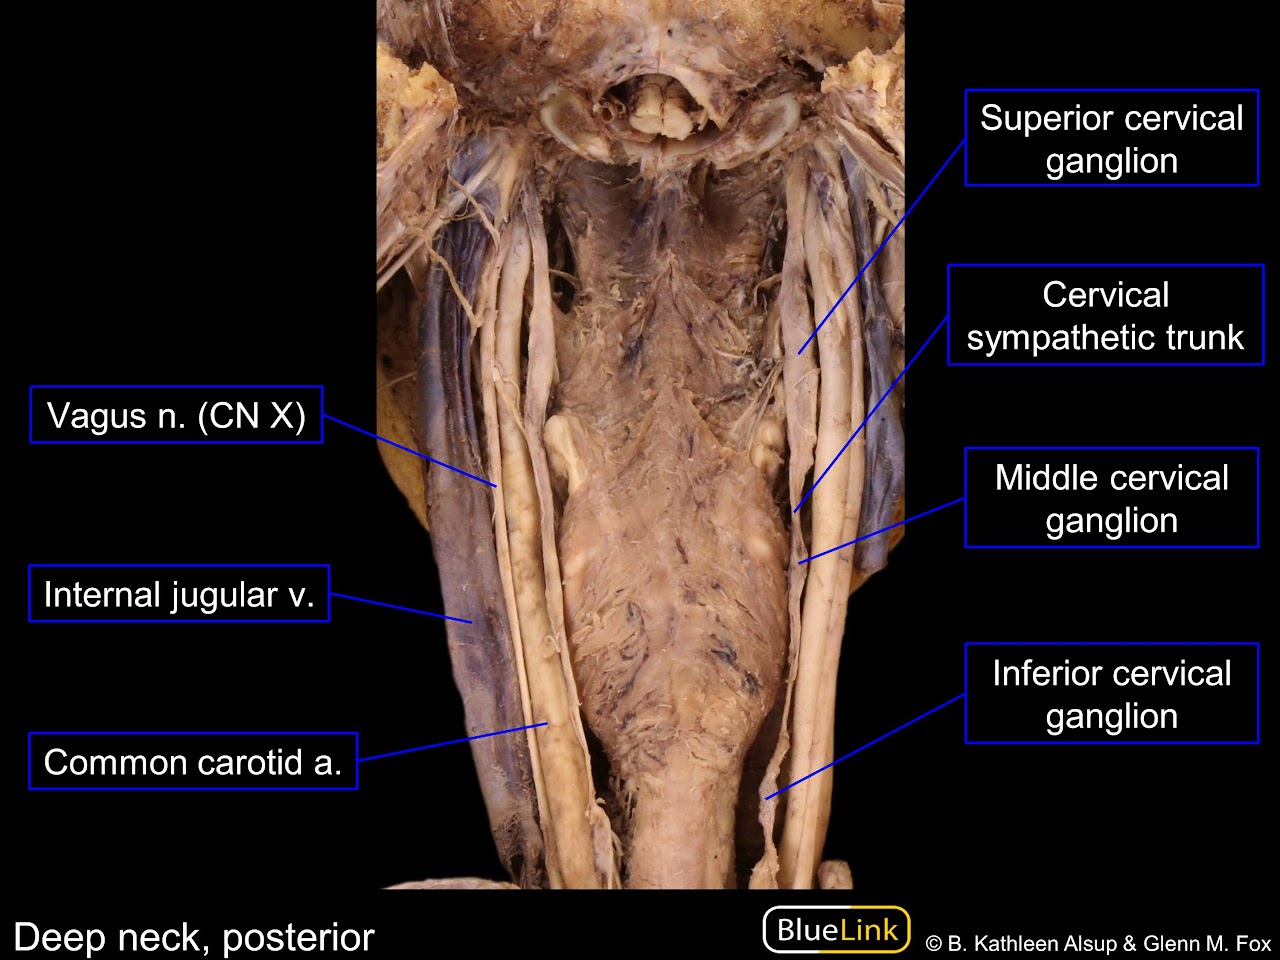 Superior cervical
ganglion
Cervical
sympathetic trunk
Vagus n. (CN X)
Middle cervical
ganglion
Internal jugular v.
Inferior cervical
ganglion
Common carotid a.
Deep neck, posterior
BlueLink
© B. Kathleen Alsup & Glenn M. Fox